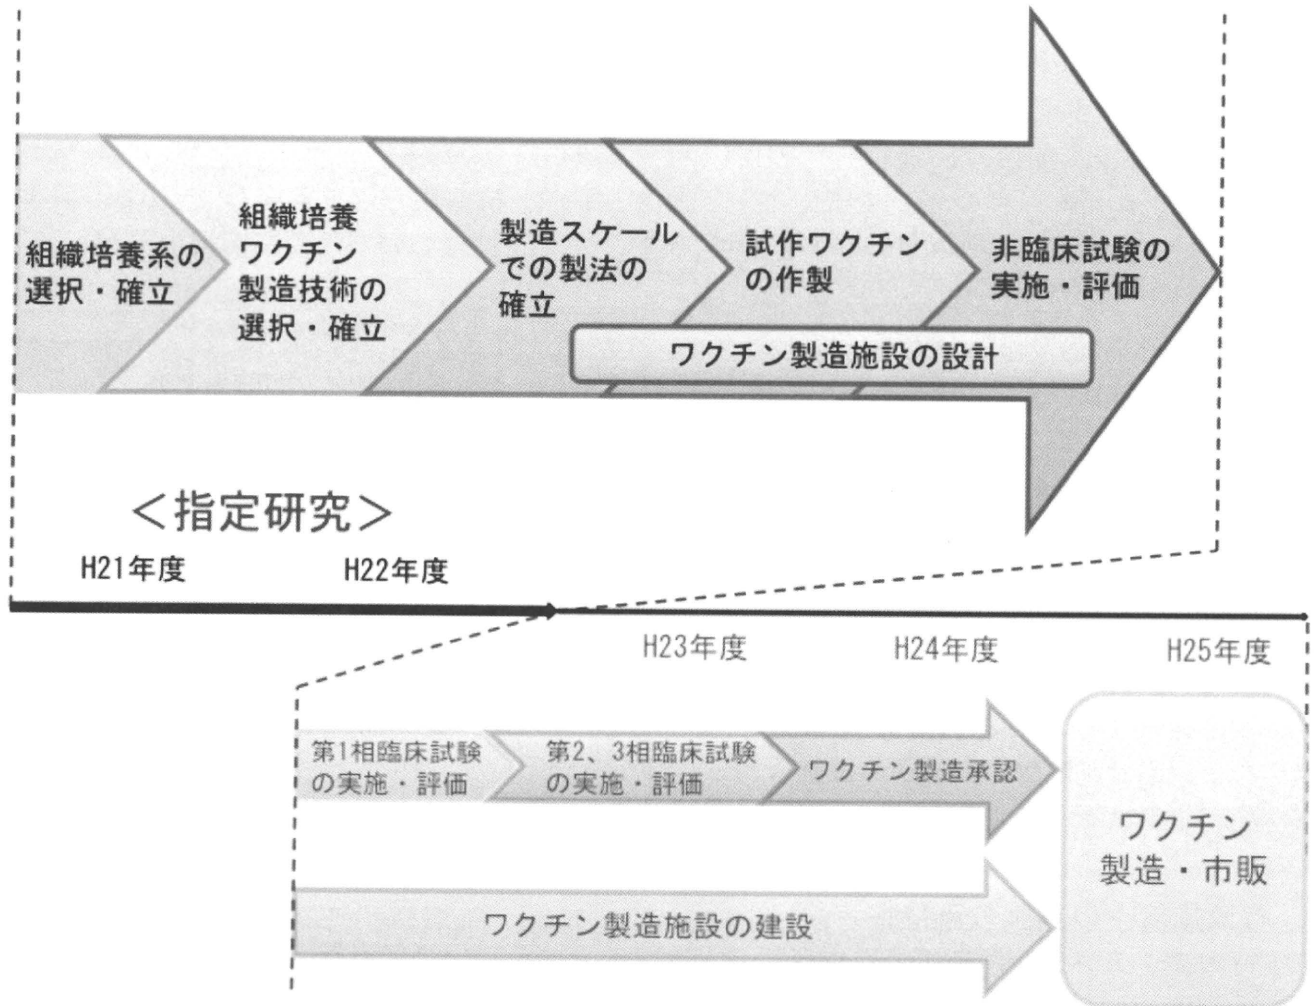 組織培養系の
選択・確立
組織培養
ワクチン
製造技術の
選択・確立
製造スケール
での製法の
確立
試作ワクチン
の作製
非臨床試験の
実施・評価
ワクチン製造施設の設計
＜指定研究＞
H21年度
H22年度
H23年度
H24年度
H25年度
第1相臨床試験
の実施・評価
第2、3相臨床試験
の実施・評価
ワクチン製造承認
ワクチン
製造・市販
ワクチン製造施設の建設